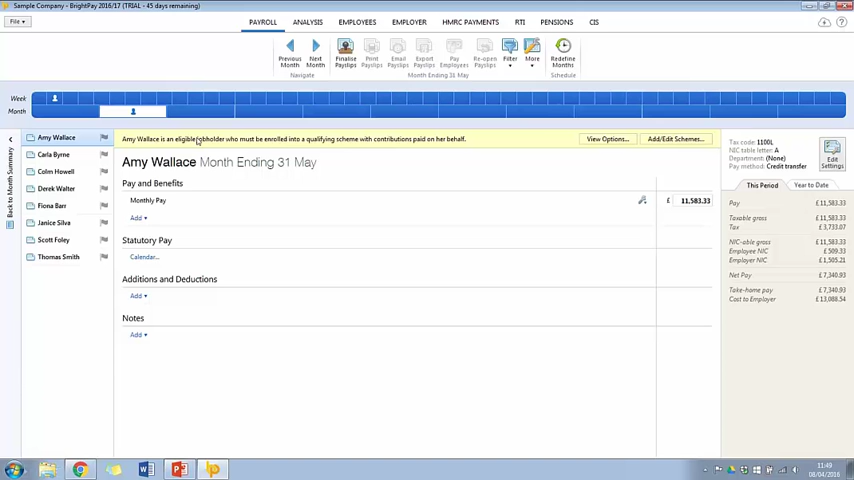 Sample Company - BrightPay 2016/17 (TRIAL - 45 days remaining)
File
PAYROLL ANALYSIS EMPLOYEES EMPLOYER HMRC PAYMENTS RTI PENSIONS CIS
Previous Month
Next Month
Finalise Payslips
Print Payslips
Email Payslips
Export Payslips
Pay Employees
Re-open Payslips
Filter
More
Redefine Months
Navigate
Month Ending 31 May
Schedule
Week
Month
Back to Month Summary
Amy Wallace
Carla Byrne
Colm Howell
Derek Walter
Fiona Barr
Janice Silva
Scott Foley
Thomas Smith
Amy Wallace is an eligible jobholder who must be enrolled into a qualifying scheme with contributions paid on her behalf.
View Options...
Add/Edit Schemes...
Amy Wallace Month Ending 31 May
Pay and Benefits
Monthly Pay £ 11,583.33
Add
Statutory Pay
Calendar...
Additions and Deductions
Add
Notes
Add
Tax code: 1100L
NIC table letter: A
Department: (None)
Pay method: Credit transfer
Edit Settings
This Period Year to Date
Pay £11,583.33
Taxable gross £11,583.33
Tax £3,733.07
NIC-able gross £11,583.33
Employee NIC £509.33
Employer NIC £1,505.21
Net Pay £7,340.93
Take-home pay £7,340.93
Cost to Employer £13,088.54
11:49
08/04/2016